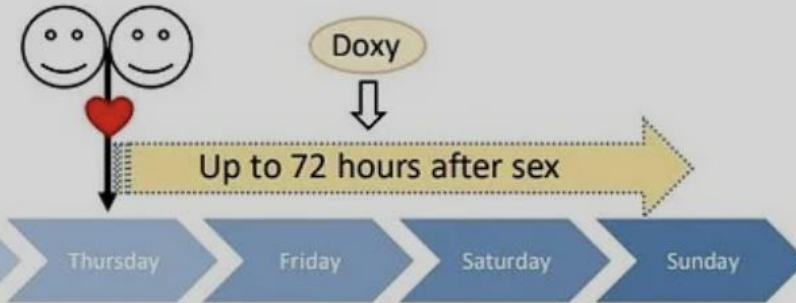 Doxy
Up to 72 hours after sex
Thursday
Friday
Saturday
Sunday